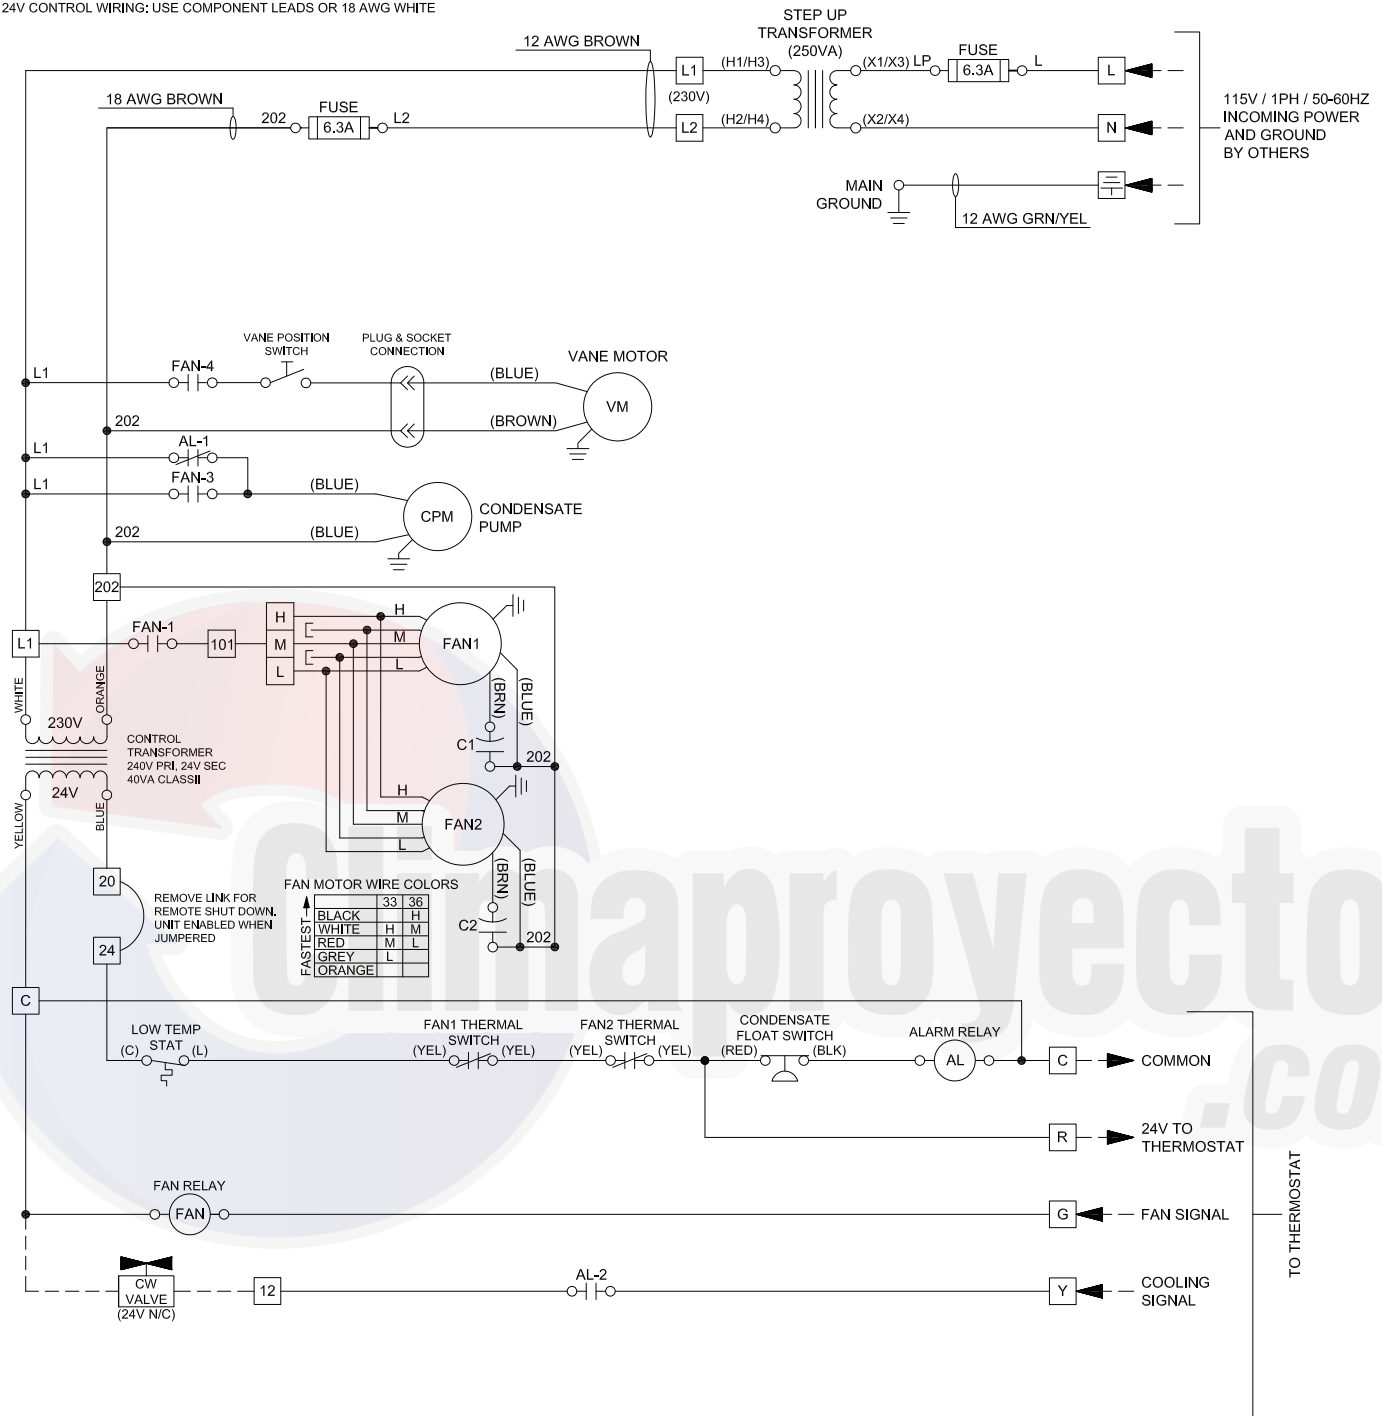 24V CONTROL WIRING: USE COMPONENT LEADS OR 18 AWG WHITE
STEP UP
TRANSFORMER
(250VA)
12 AWG BROWN
L1
(H1/H3)
(X1/X3)
LP
FUSE
6.3A
L
L
(230V)
18 AWG BROWN
202
FUSE
6.3A
L2
L2
(H2/H4)
(X2/X4)
N
115V / 1PH / 50-60HZ
INCOMING POWER
AND GROUND
BY OTHERS
MAIN
GROUND
12 AWG GRN/YEL
VANE POSITION
SWITCH
PLUG & SOCKET
CONNECTION
VANE MOTOR
L1
FAN-4
(BLUE)
VM
202
(BROWN)
L1
AL-1
L1
FAN-3
(BLUE)
CPM
CONDENSATE
PUMP
202
(BLUE)
202
L1
FAN-1
101
H
M
L
H
M
L
FAN1
(BRN)
(BLUE)
C1
202
WHITE
ORANGE
230V
CONTROL
TRANSFORMER
240V PRI, 24V SEC
40VA CLASSII
24V
YELLOW
BLUE
H
M
L
FAN2
(BRN)
(BLUE)
C2
202
20
REMOVE LINK FOR
REMOTE SHUT DOWN.
UNIT ENABLED WHEN
JUMPERED
24
FAN MOTOR WIRE COLORS
FASTEST
33 36
BLACK H
WHITE H M
RED M L
GREY L
ORANGE
Climaproyecto
.co
C
LOW TEMP
STAT
(C) (L)
FAN1 THERMAL
SWITCH
(YEL) (YEL)
FAN2 THERMAL
SWITCH
(YEL) (YEL)
CONDENSATE
FLOAT SWITCH
(RED) (BLK)
ALARM RELAY
AL
C
COMMON
R
24V TO
THERMOSTAT
FAN RELAY
FAN
G
FAN SIGNAL
TO THERMOSTAT
CW
VALVE
(24V N/C)
12
AL-2
Y
COOLING
SIGNAL